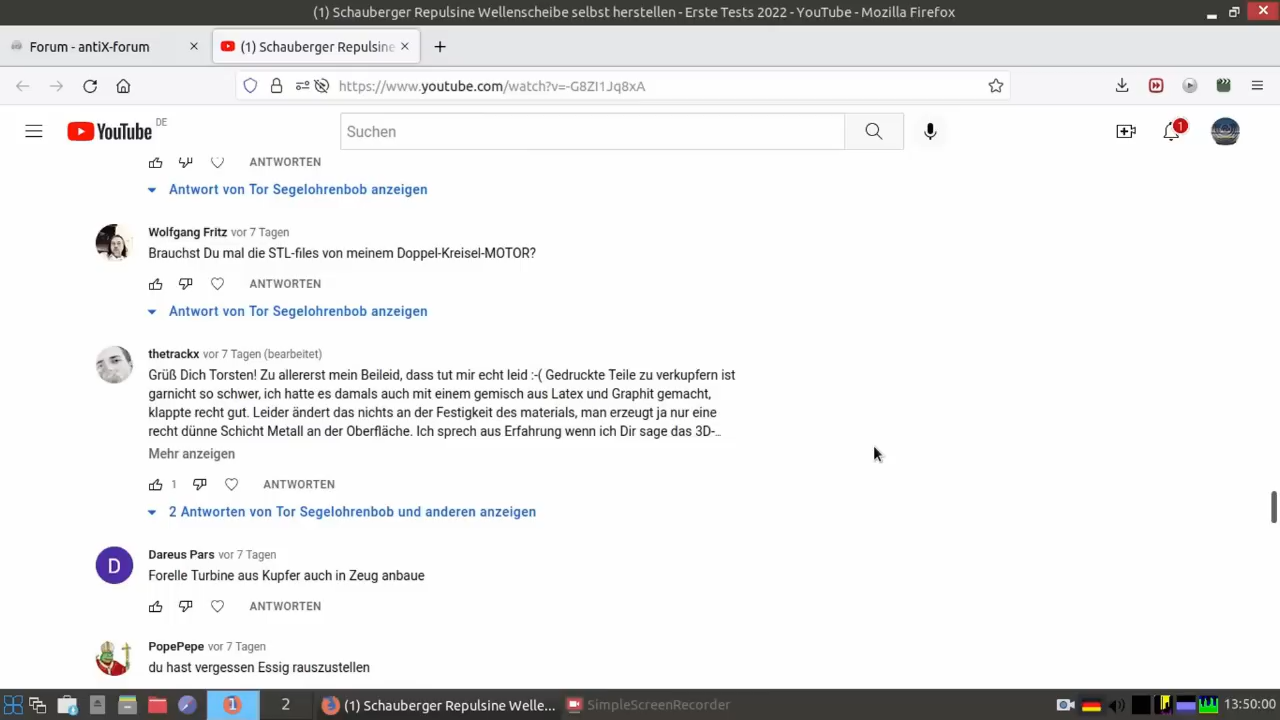 (1) Schauberger Repulsine Wellenscheibe selbst herstellen - Erste Tests 2022 - YouTube - Mozilla Firefox
Forum - antiX-forum
(1) Schauberger Repulsine
https://www.youtube.com/watch?v=-G8ZI1Jq8xA
YouTube DE
Suchen
1
ANTWORTEN
Antwort von Tor Segelohrenbob anzeigen
Wolfgang Fritz vor 7 Tagen
Brauchst Du mal die STL-files von meinem Doppel-Kreisel-MOTOR?
ANTWORTEN
Antwort von Tor Segelohrenbob anzeigen
thetrackx vor 7 Tagen (bearbeitet)
Grüß Dich Torsten! Zu allererst mein Beileid, dass tut mir echt leid :-( Gedruckte Teile zu verkupfern ist
garnicht so schwer, ich hatte es damals auch mit einem gemisch aus Latex und Graphit gemacht,
klappte recht gut. Leider ändert das nichts an der Festigkeit des materials, man erzeugt ja nur eine
recht dünne Schicht Metall an der Oberfläche. Ich sprech aus Erfahrung wenn ich Dir sage das 3D-...
Mehr anzeigen
1 ANTWORTEN
2 Antworten von Tor Segelohrenbob und anderen anzeigen
D
Dareus Pars vor 7 Tagen
Forelle Turbine aus Kupfer auch in Zeug anbaue
ANTWORTEN
PopePepe vor 7 Tagen
du hast vergessen Essig rauszustellen
1
2
(1) Schauberger Repulsine Welle...
SimpleScreenRecorder
13:50:00